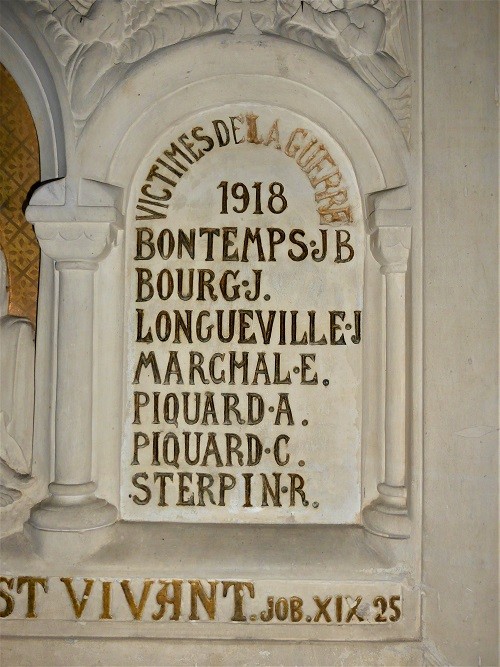 VICTIMES DE LA GUERRE
1918
BONTEMPS·J B
BOURG·J.
LONGUEVILLE·J
MARCHAL·E.
PIQUARD·A.
PIQUARD·C.
STERPIN·R.
ST VIVANT. JOB. XIX 25